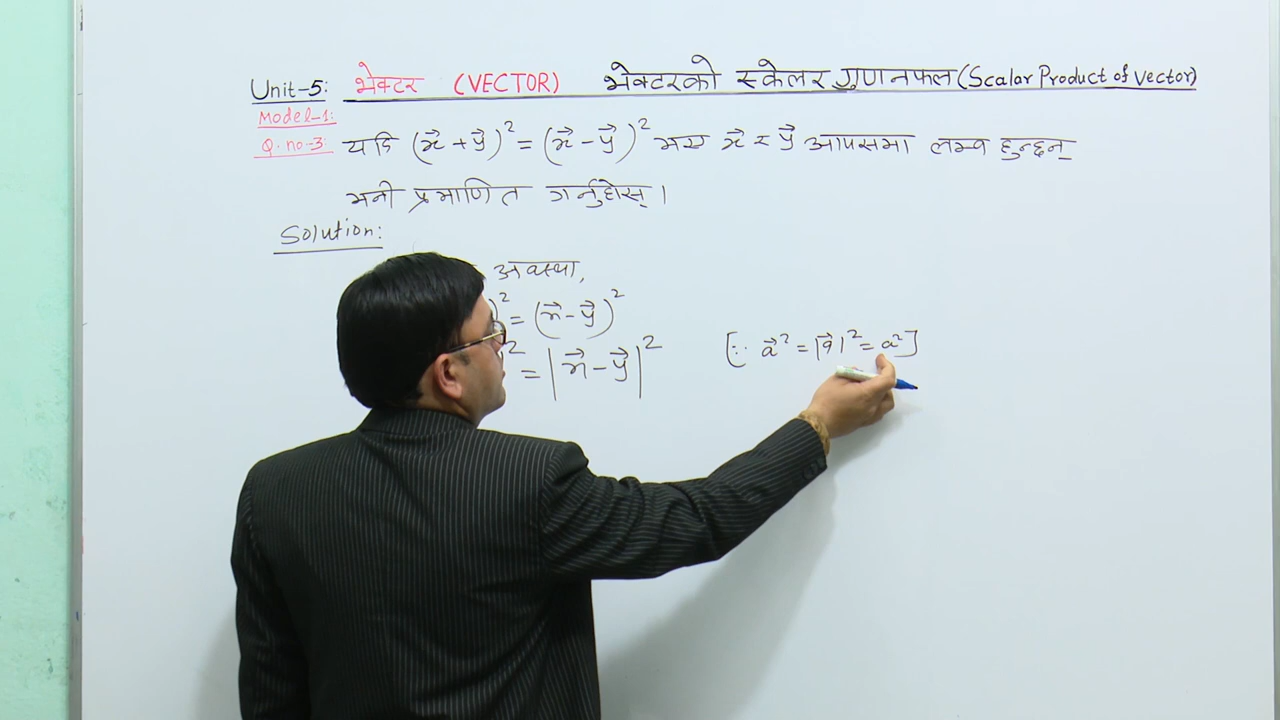 Unit-5: भेक्टर (VECTOR) भेक्टरको स्केलर गुणनफल (Scalar Product of Vector)
Model-1:
Q. no-3: यदि (x⃗ + y⃗)² = (x⃗ - y⃗)² भए x⃗ र y⃗ आपसमा लम्व हुन्छन्
भनी प्रमाणित गर्नुहोस् ।
Solution:
अवस्था,
)² = (x⃗ - y⃗)²
² = |x⃗ - y⃗|² [∵ a⃗² = |a⃗|² = a²]